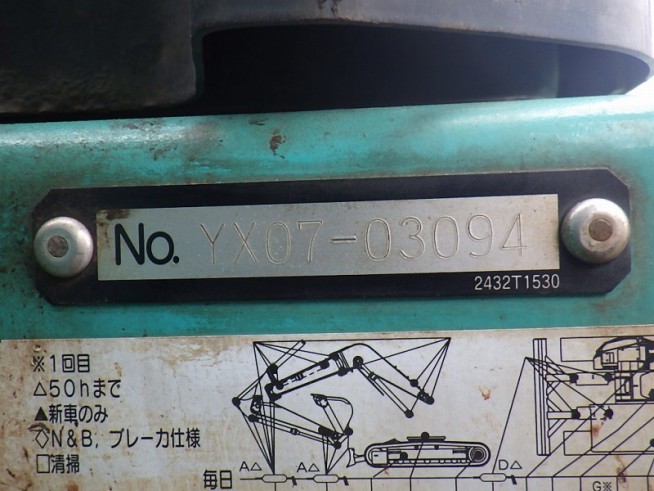 No. YX07-03094
2432T1530
※1回目
△50hまで
▲新車のみ
◇N&B, ブレーカ仕様
□清掃
毎日
A△
A△
D△
G※